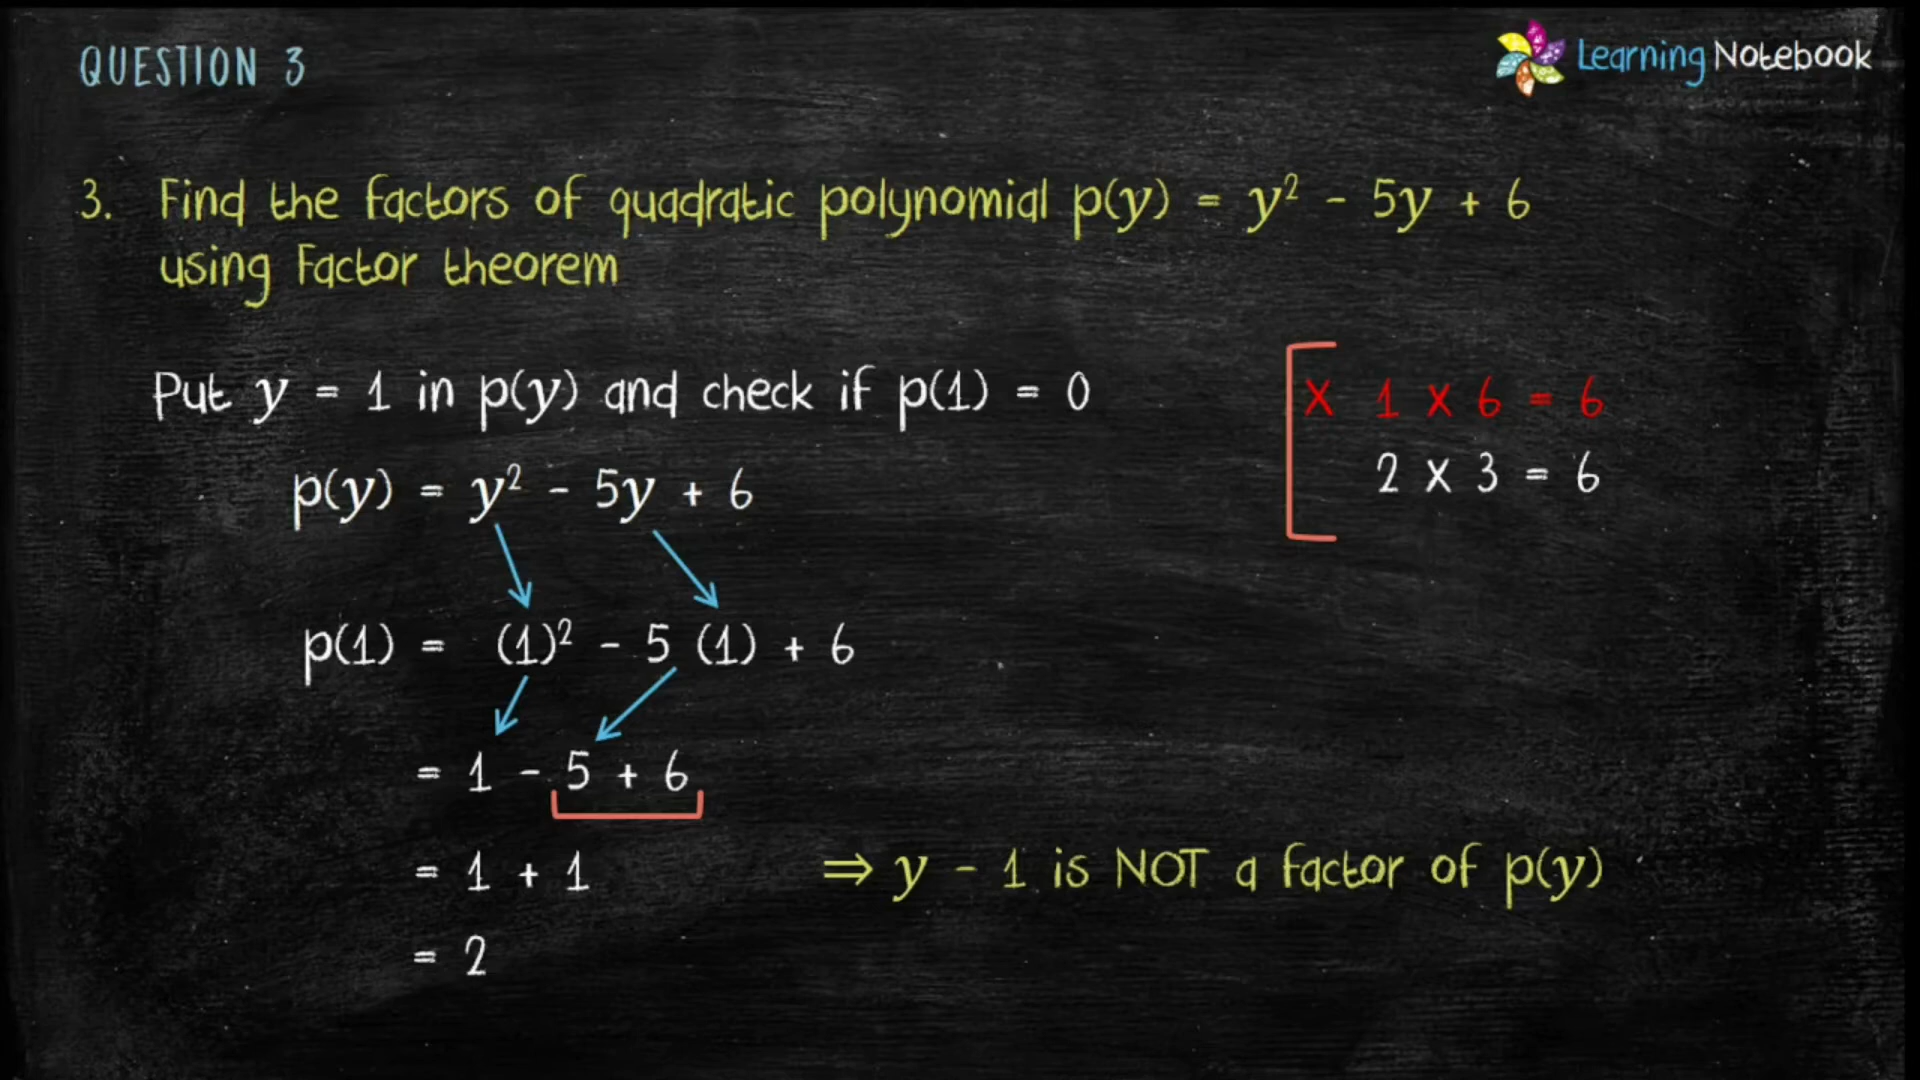 QUESTION 3
Learning Notebook
3. Find the factors of quadratic polynomial p(y) = y² - 5y + 6
using Factor theorem
Put y = 1 in p(y) and check if p(1) = 0
X 1 x 6 = 6
2 x 3 = 6
p(y) = y² - 5y + 6
p(1) = (1)² - 5 (1) + 6
= 1 - 5 + 6
= 1 + 1
⇒ y - 1 is NOT a factor of p(y)
= 2